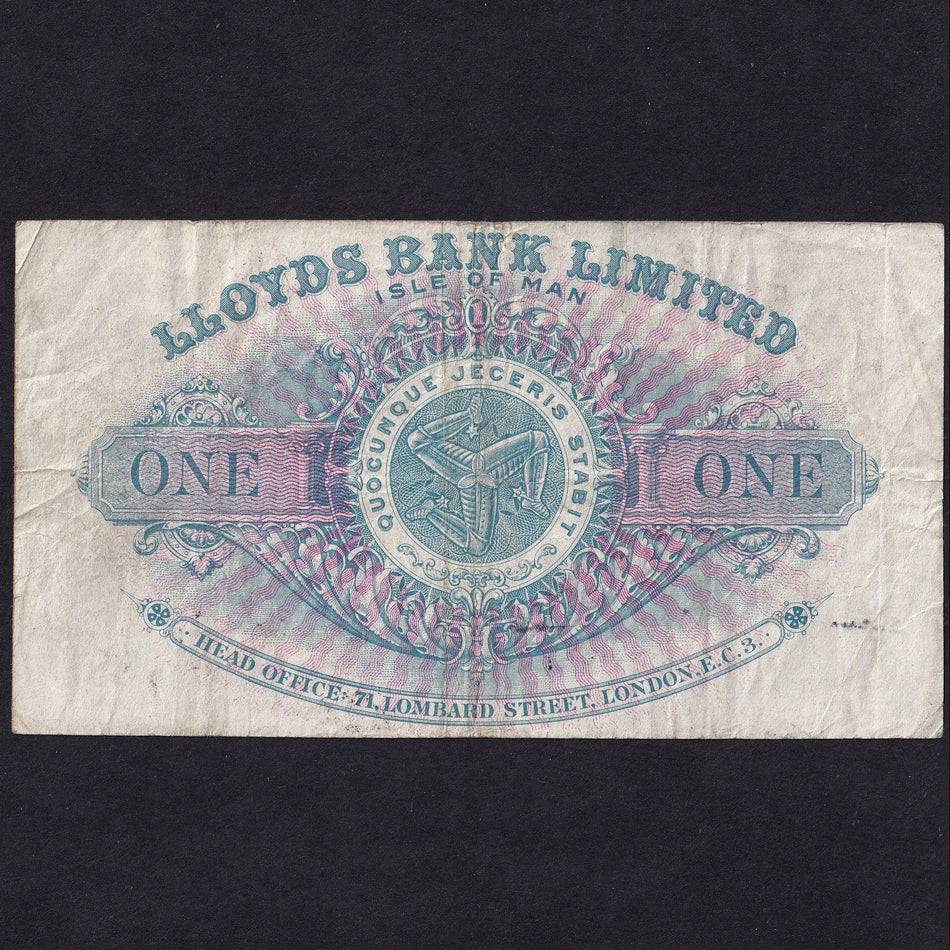 LLOYDS BANK LIMITED
ISLE OF MAN
QUOCUNQUE JECERIS STABIT
ONE ONE
HEAD OFFICE: 71, LOMBARD STREET, LONDON, E.C.3.